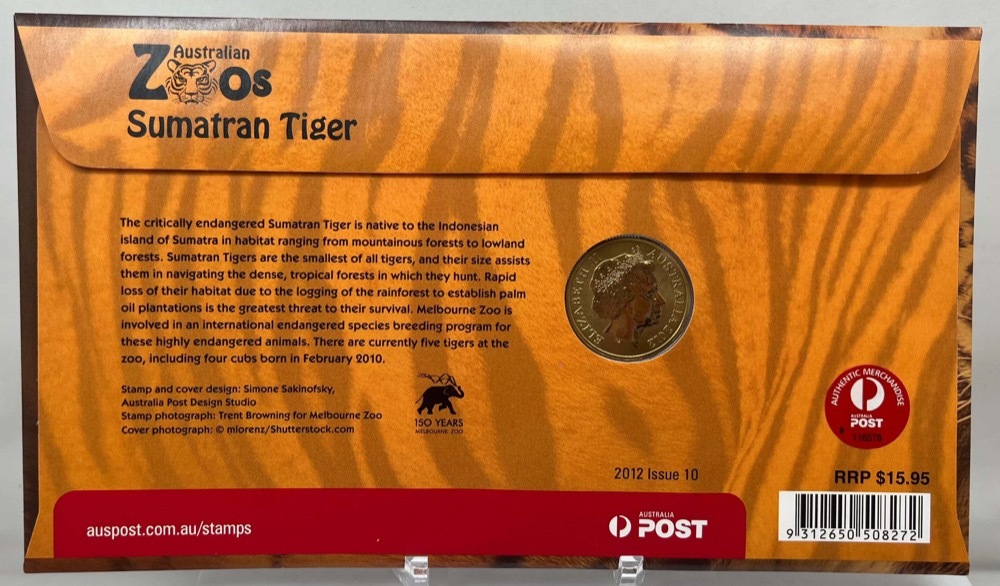 Australian
Zoos
Sumatran Tiger
The critically endangered Sumatran Tiger is native to the Indonesian
island of Sumatra in habitat ranging from mountainous forests to lowland
forests. Sumatran Tigers are the smallest of all tigers, and their size assists
them in navigating the dense, tropical forests in which they hunt. Rapid
loss of their habitat due to the logging of the rainforest to establish palm
oil plantations is the greatest threat to their survival. Melbourne Zoo is
involved in an international endangered species breeding program for
these highly endangered animals. There are currently five tigers at the
zoo, including four cubs born in February 2010.
Stamp and cover design: Simone Sakinofsky,
Australia Post Design Studio
Stamp photograph: Trent Browning for Melbourne Zoo
Cover photograph: © mlorenz/Shutterstock.com
150 YEARS
MELBOURNE ZOO
ELIZABETH II AUSTRALIA 2012
AUTHENTIC MERCHANDISE
AUSTRALIA
POST
2012 Issue 10
RRP $15.95
9 312650 508272
auspost.com.au/stamps
AUSTRALIA
POST